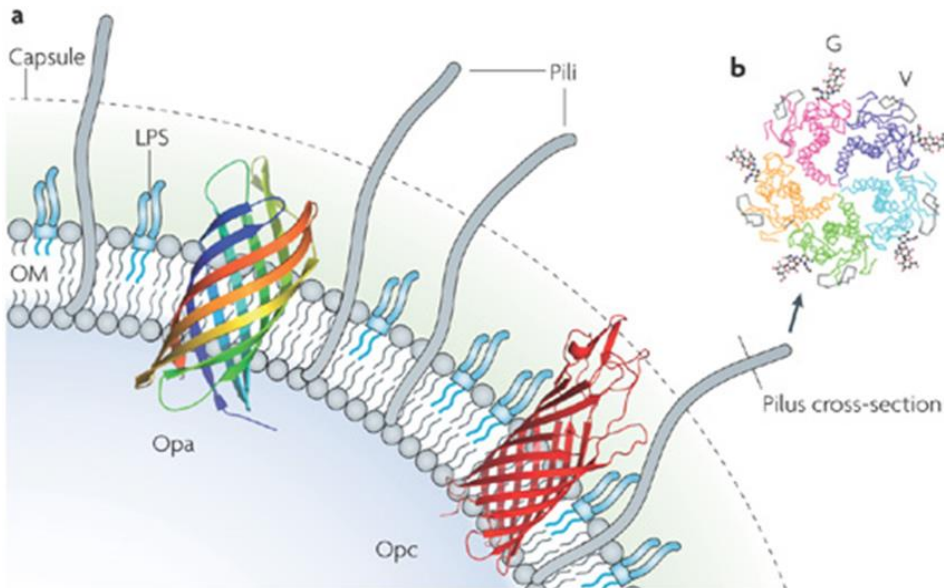 a
Capsule
LPS
OM
Opa
Opc
Pili
b
G
V
Pilus cross-section